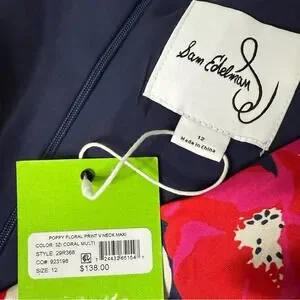 Sam Edelman
12
Made in China
POPPY FLORAL PRINT V NECK MAXI
COLOR: 32I CORAL MULTI
STYLE: 29R368
CO#: 923198
SIZE: 12
$138.00